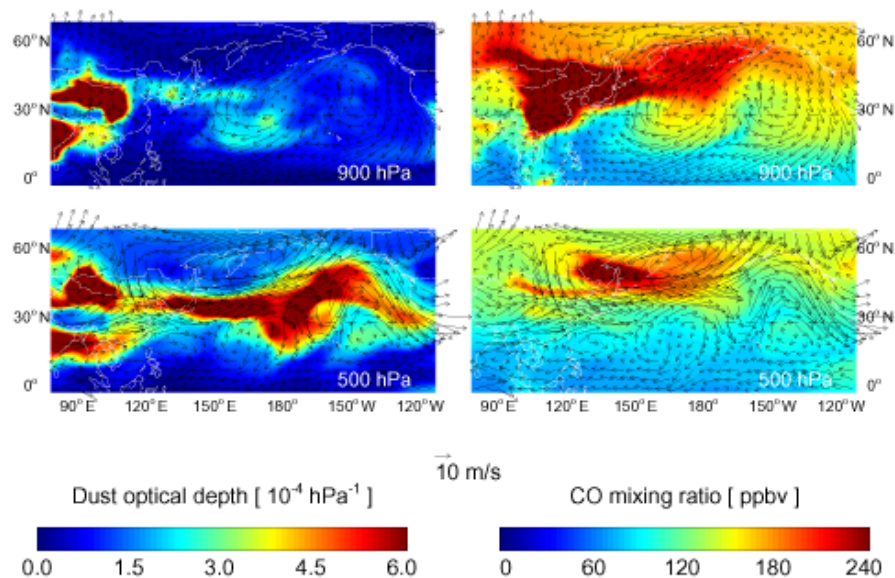 60°N
30°N
0°
900 hPa
60°N
30°N
0°
900 hPa
60°N
30°N
0°
500 hPa
60°N
30°N
0°
500 hPa
90°E 120°E 150°E 180° 150°W 120°W
90°E 120°E 150°E 180° 150°W 120°W
10 m/s
Dust optical depth [ 10⁻⁴ hPa⁻¹ ]
0.0 1.5 3.0 4.5 6.0
CO mixing ratio [ ppbv ]
0 60 120 180 240